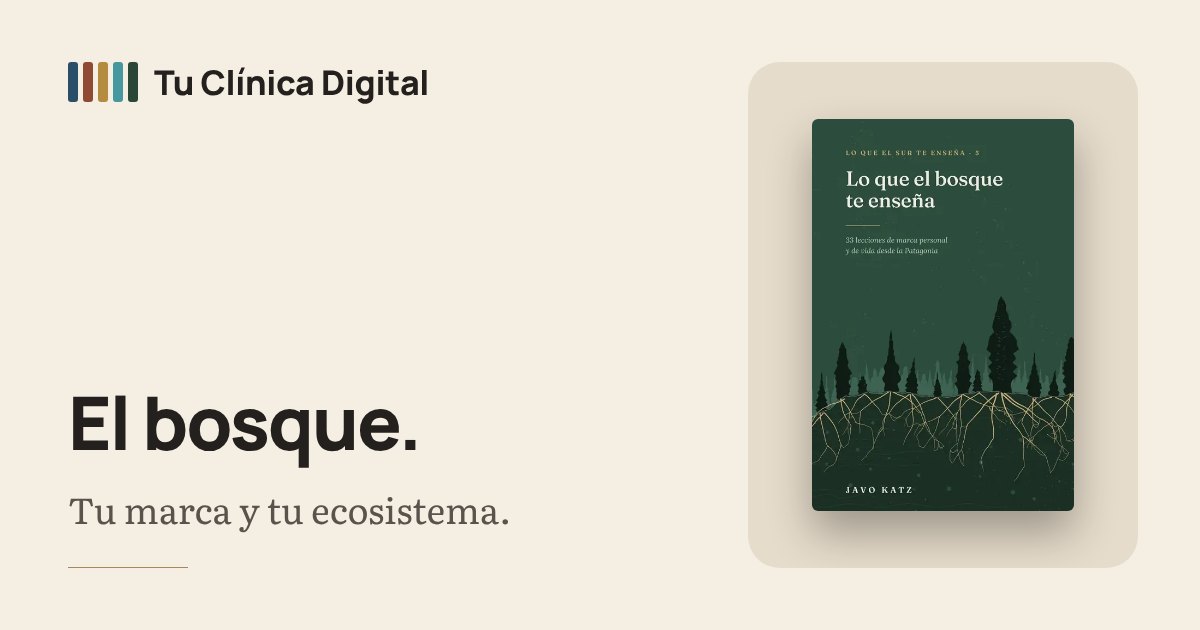 Tu Clínica Digital
El bosque.
Tu marca y tu ecosistema.
LO QUE EL SUR TE ENSEÑA · 5
Lo que el bosque
te enseña
33 lecciones de marca personal
y de vida desde la Patagonia
JAVO KATZ